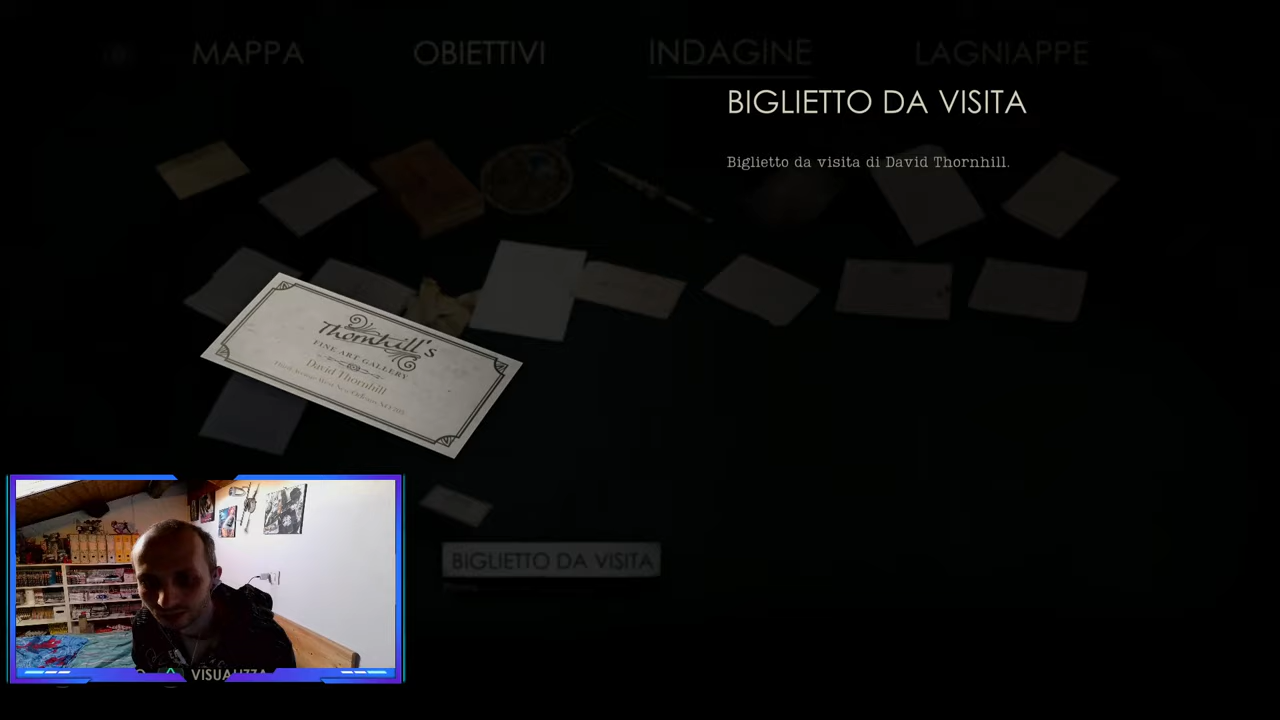 MAPPA
OBIETTIVI
INDAGINE
LAGNIAPPE
BIGLIETTO DA VISITA
Biglietto da visita di David Thornhill.
Thornhill's
FINE ART GALLERY
David Thornhill
BIGLIETTO DA VISITA
VISUALIZZA